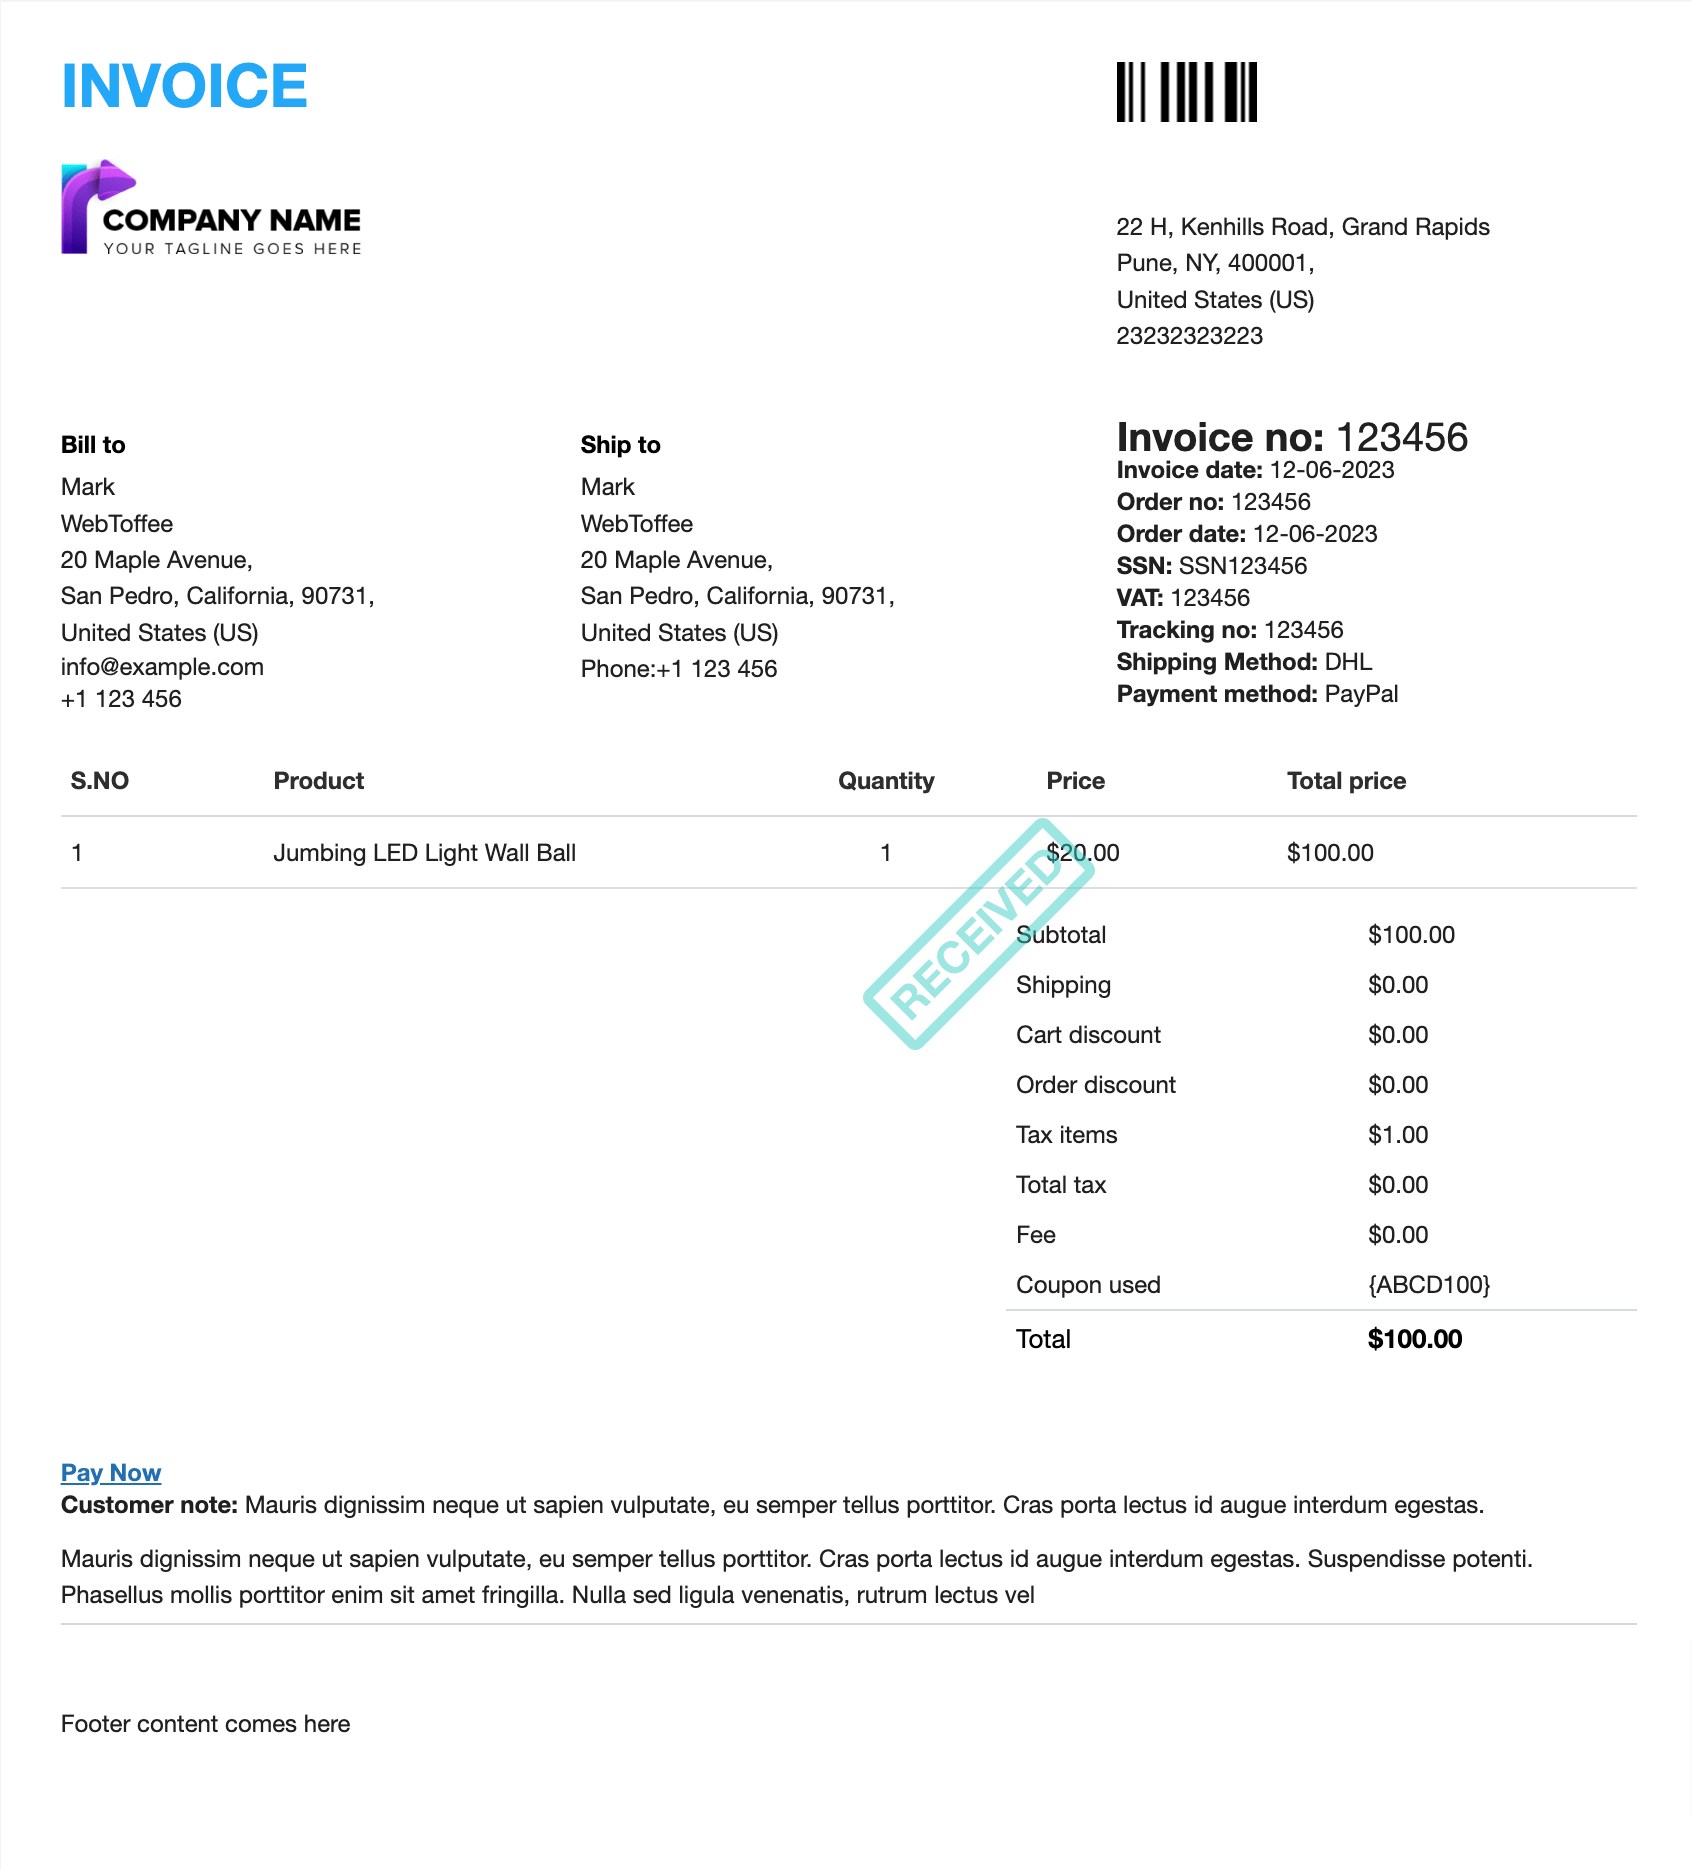 INVOICE
COMPANY NAME
YOUR TAGLINE GOES HERE
22 H, Kenhills Road, Grand Rapids
Pune, NY, 400001,
United States (US)
23232323223
Bill to
Mark
WebToffee
20 Maple Avenue,
San Pedro, California, 90731,
United States (US)
info@example.com
+1 123 456
Ship to
Mark
WebToffee
20 Maple Avenue,
San Pedro, California, 90731,
United States (US)
Phone:+1 123 456
Invoice no: 123456
Invoice date: 12-06-2023
Order no: 123456
Order date: 12-06-2023
SSN: SSN123456
VAT: 123456
Tracking no: 123456
Shipping Method: DHL
Payment method: PayPal
S.NO Product Quantity Price Total price
1 Jumbing LED Light Wall Ball 1 $20.00 $100.00
RECEIVED
Subtotal $100.00
Shipping $0.00
Cart discount $0.00
Order discount $0.00
Tax items $1.00
Total tax $0.00
Fee $0.00
Coupon used {ABCD100}
Total $100.00
Pay Now
Customer note: Mauris dignissim neque ut sapien vulputate, eu semper tellus porttitor. Cras porta lectus id augue interdum egestas.
Mauris dignissim neque ut sapien vulputate, eu semper tellus porttitor. Cras porta lectus id augue interdum egestas. Suspendisse potenti.
Phasellus mollis porttitor enim sit amet fringilla. Nulla sed ligula venenatis, rutrum lectus vel
Footer content comes here